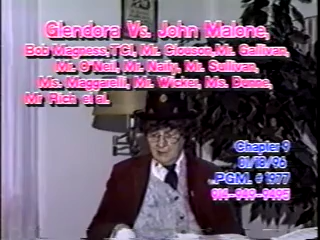 Glendora Vs. John Malone,
Bob Magness, TCI, Mr. Clouson, Mr. Gallivan,
Mr. O'Neil, Mr. Naily, Mr. Sullivan,
Ms. Maggarelli, Mr. Wicker, Ms. Dunne,
Mr Rich et al.
Chapter 9
01/18/96
PGM. # 1977
914-949-9495